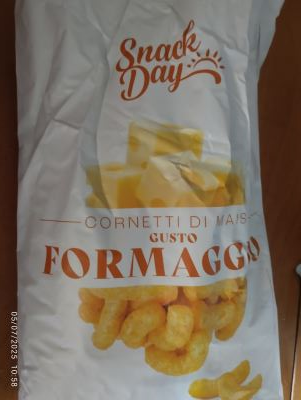 Snack
Day
CORNETTI DI MAIS
GUSTO
FORMAGGIO
05/07/2025 10:58